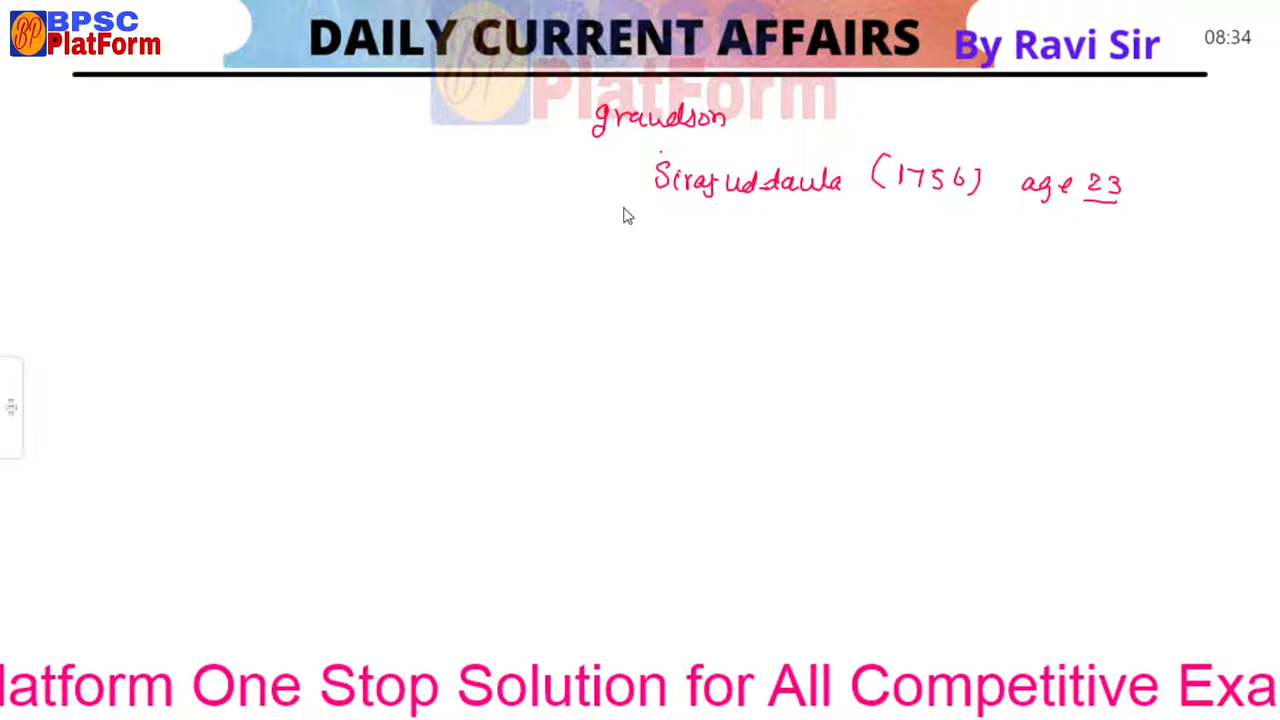 BPSC
PlatForm
DAILY CURRENT AFFAIRS
By Ravi Sir
08:34
PlatForm
grandson
Sirajuddaula (1756) age 23
latform One Stop Solution for All Competitive Exa